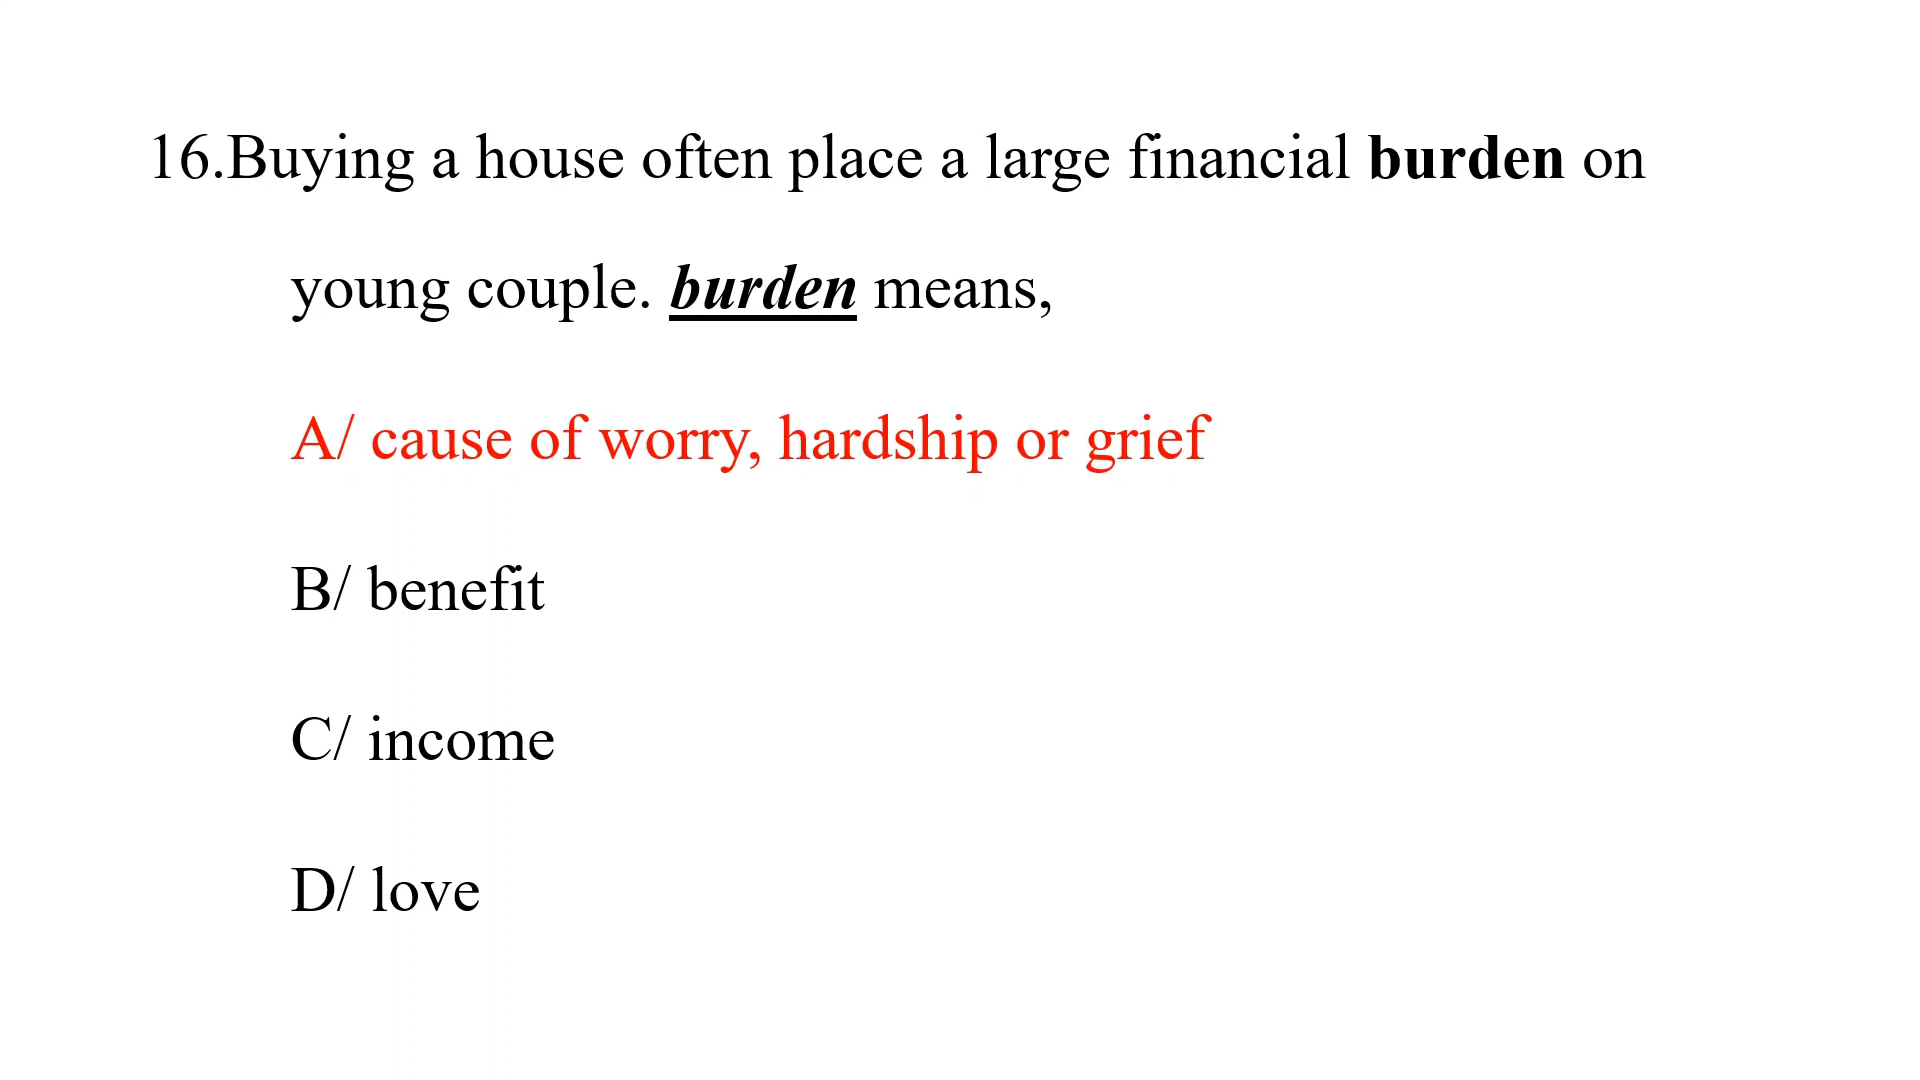 16.Buying a house often place a large financial burden on
young couple. burden means,
A/ cause of worry, hardship or grief
B/ benefit
C/ income
D/ love